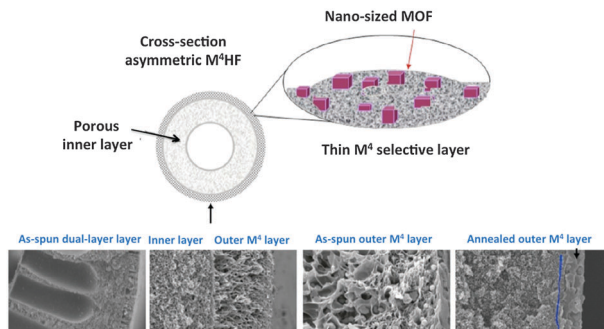 Nano-sized MOF
Cross-section
asymmetric M⁴HF
Porous
inner layer
Thin M⁴ selective layer
As-spun dual-layer layer
Inner layer
Outer M⁴ layer
As-spun outer M⁴ layer
Annealed outer M⁴ layer